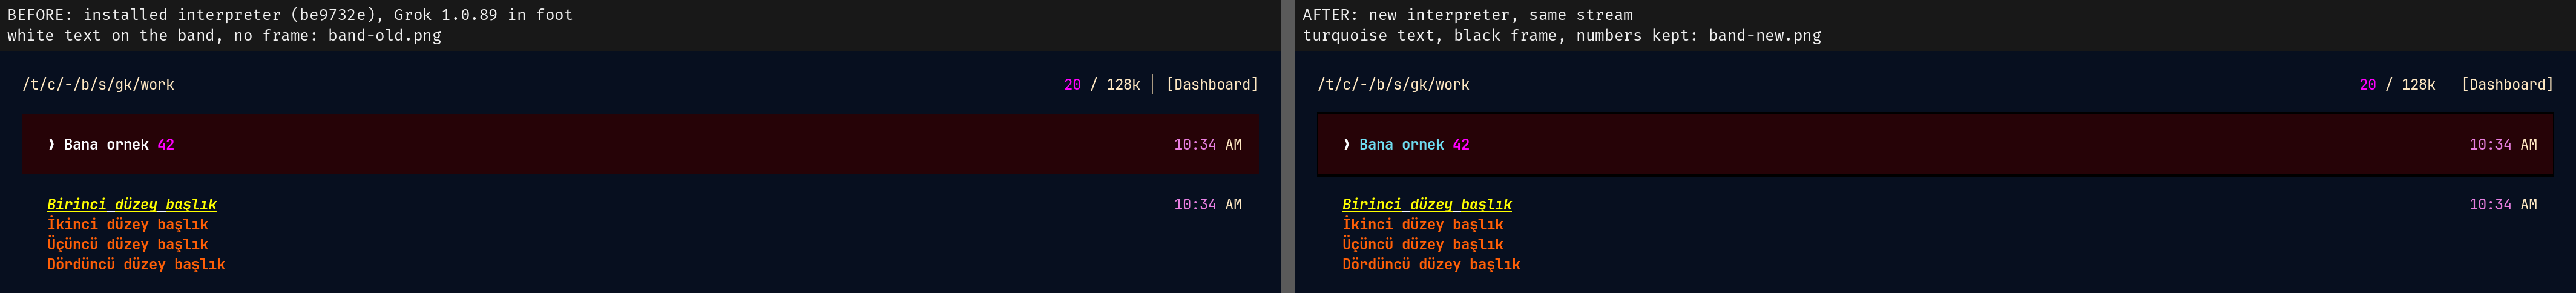 BEFORE: installed interpreter (be9732e), Grok 1.0.89 in foot
white text on the band, no frame: band-old.png
/t/c/-/b/s/gk/work
20 / 128k │ [Dashboard]
❯ Bana ornek 42
10:34 AM
Birinci düzey başlık
10:34 AM
İkinci düzey başlık
Üçüncü düzey başlık
Dördüncü düzey başlık
AFTER: new interpreter, same stream
turquoise text, black frame, numbers kept: band-new.png
/t/c/-/b/s/gk/work
20 / 128k │ [Dashboard]
❯ Bana ornek 42
10:34 AM
Birinci düzey başlık
10:34 AM
İkinci düzey başlık
Üçüncü düzey başlık
Dördüncü düzey başlık